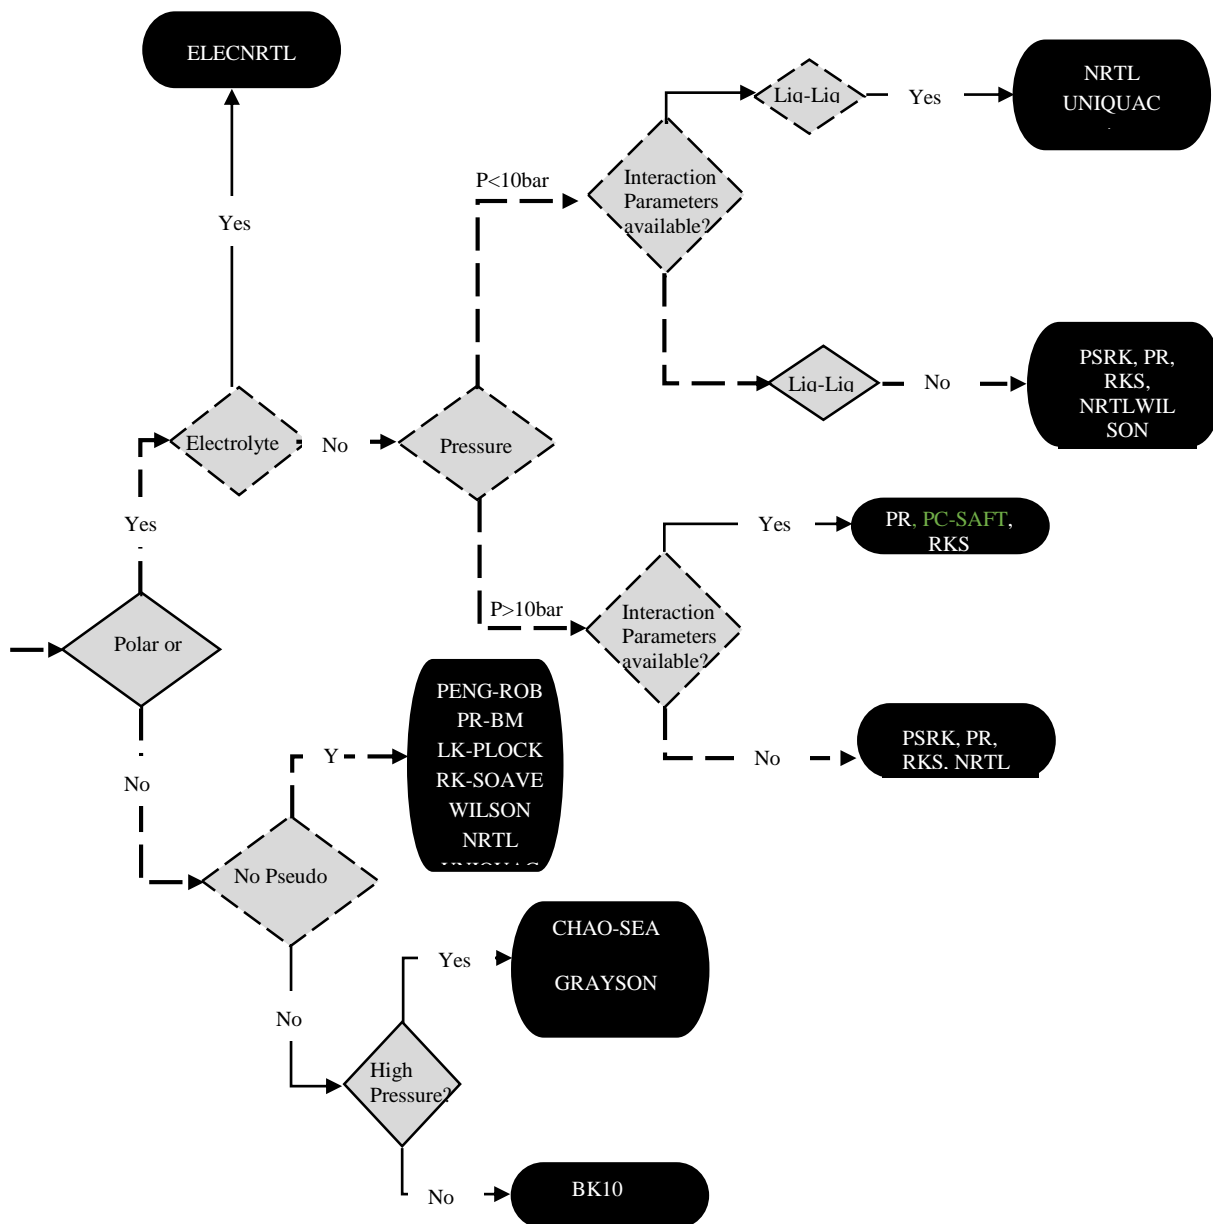 ELECNRTL
Liq-Liq
Yes
NRTL
UNIQUAC
P<10bar
Interaction
Parameters
available?
Yes
Liq-Liq
No
PSRK, PR,
RKS,
NRTLWIL
SON
Electrolyte
No
Pressure
Yes
Yes
PR, PC-SAFT,
RKS
P>10bar
Interaction
Parameters
available?
Polar or
PENG-ROB
PR-BM
LK-PLOCK
RK-SOAVE
WILSON
NRTL
UNIQUAC
No
PSRK, PR,
RKS. NRTL
Y
No
No Pseudo
CHAO-SEA
GRAYSON
Yes
No
High
Pressure?
No
BK10